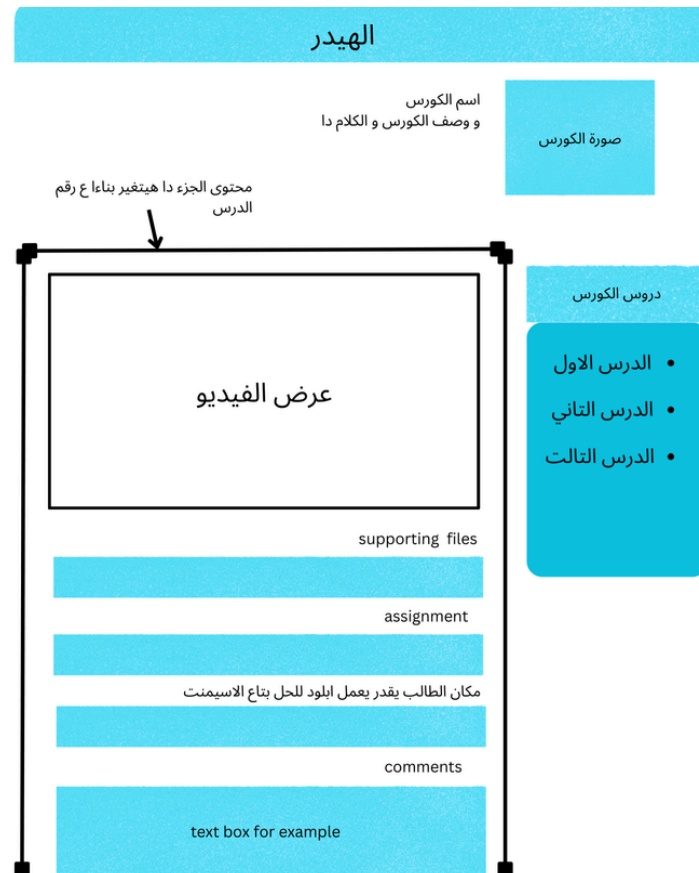 الهيدر
صورة الكورس
اسم الكورس
و وصف الكورس و الكلام دا
محتوى الجزء دا هيتغير بناءا ع رقم
الدرس
دروس الكورس
الدرس الاول
الدرس التاني
الدرس التالت
عرض الفيديو
supporting files
assignment
مكان الطالب يقدر يعمل ابلود للحل بتاع الاسيمنت
comments
text box for example